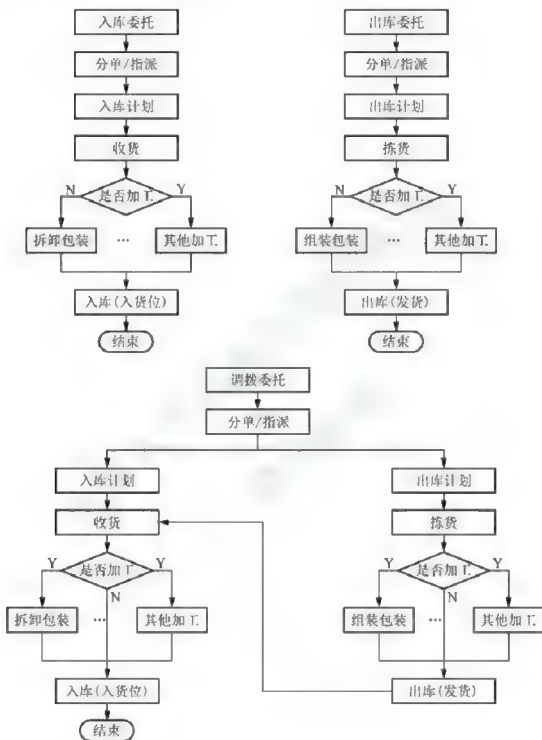 入库委托
分单/指派
入库计划
收货
是否加工
N
Y
拆卸包装
…
其他加工
入库(入货位)
结束
出库委托
分单/指派
出库计划
拣货
是否加工
N
Y
组装包装
…
其他加工
出库(发货)
结束
调拨委托
分单/指派
入库计划
收货
是否加工
Y
Y
N
拆卸包装
…
其他加工
入库(入货位)
结束
出库计划
拣货
是否加工
Y
Y
N
组装包装
…
其他加工
出库(发货)